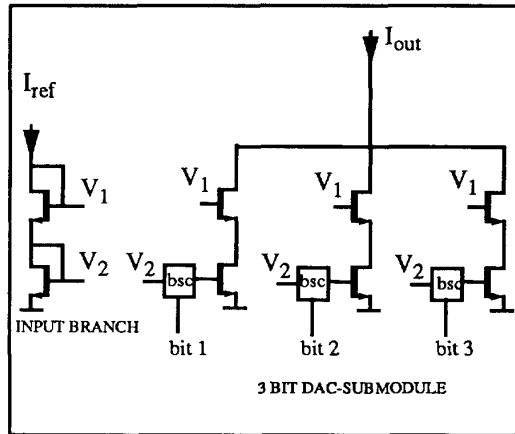 I_out
I_ref
V_1
V_1
V_1
V_1
V_2
V_2
bsc
V_2
bsc
V_2
bsc
INPUT BRANCH
bit 1
bit 2
bit 3
3 BIT DAC-SUBMODULE